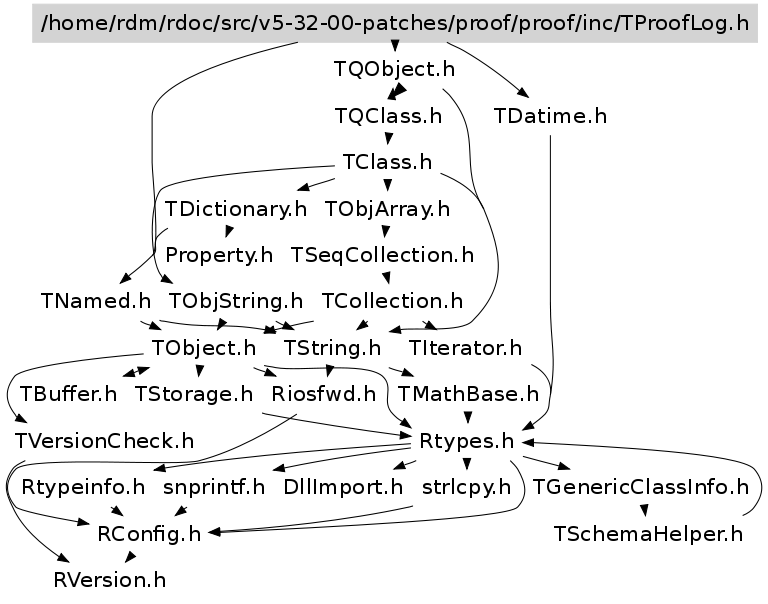 /home/rdm/rdoc/src/v5-32-00-patches/proof/proof/inc/TProofLog.h
TQObject.h
TQClass.h TDatime.h
TClass.h
TDictionary.h TObjArray.h
Property.h TSeqCollection.h
TNamed.h TObjString.h TCollection.h
TObject.h TString.h TIterator.h
TBuffer.h TStorage.h Riosfwd.h TMathBase.h
TVersionCheck.h Rtypes.h
Rtypeinfo.h snprintf.h DllImport.h strlcpy.h TGenericClassInfo.h
RConfig.h TSchemaHelper.h
RVersion.h